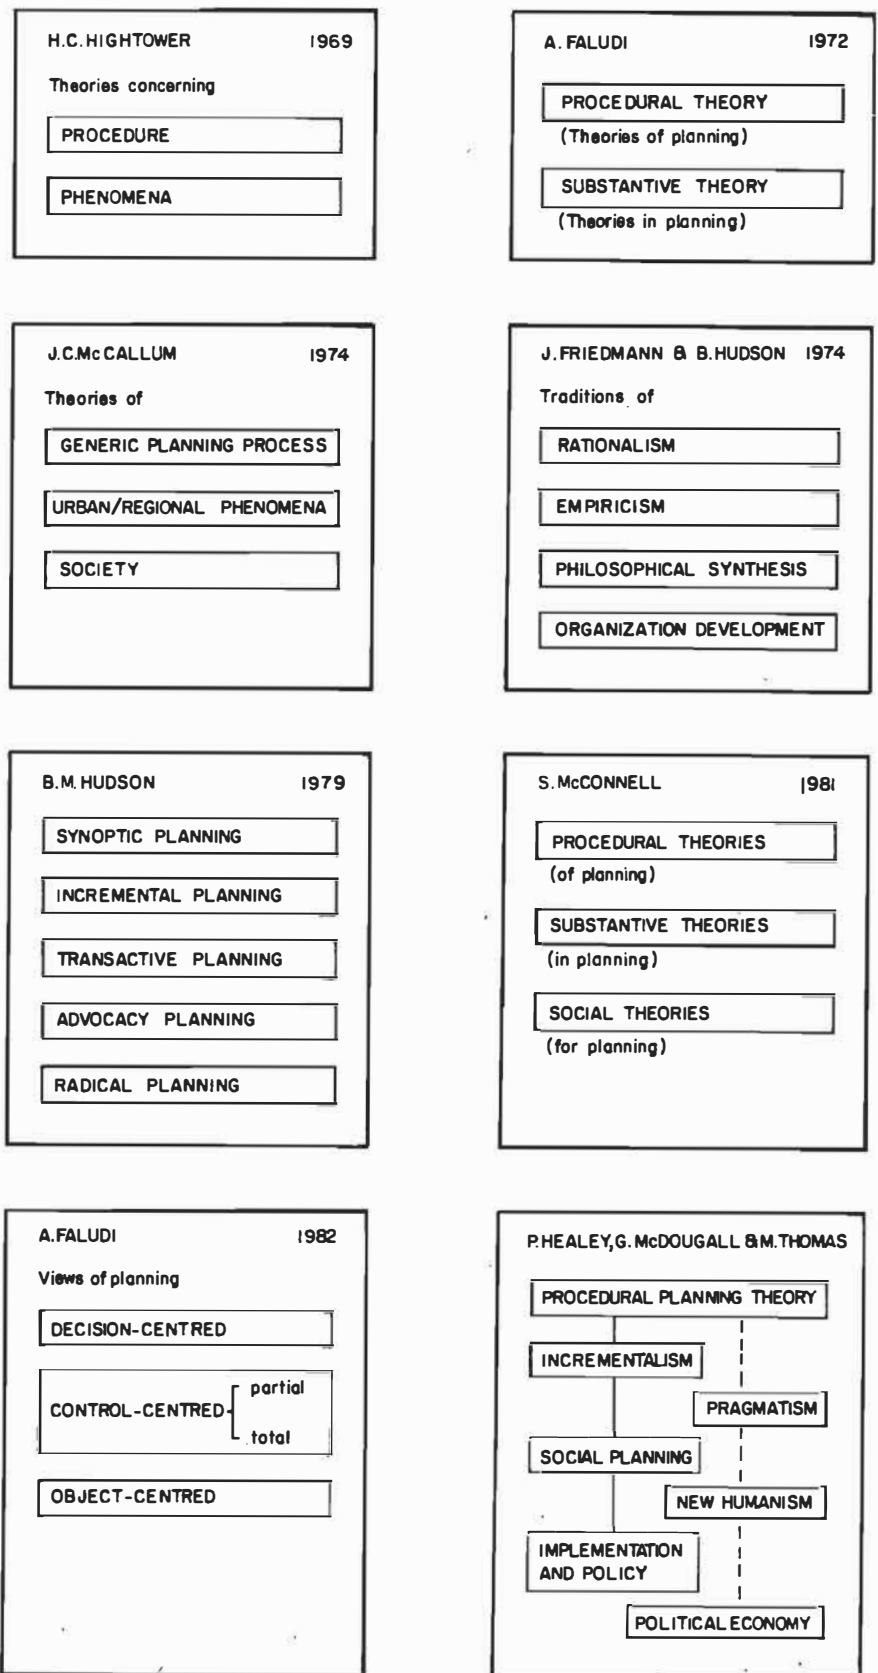 H.C. HIGHTOWER 1969
Theories concerning
PROCEDURE
PHENOMENA
A. FALUDI 1972
PROCEDURAL THEORY
(Theories of planning)
SUBSTANTIVE THEORY
(Theories in planning)
J.C.Mc CALLUM 1974
Theories of
GENERIC PLANNING PROCESS
URBAN/REGIONAL PHENOMENA
SOCIETY
J. FRIEDMANN & B. HUDSON 1974
Traditions of
RATIONALISM
EMPIRICISM
PHILOSOPHICAL SYNTHESIS
ORGANIZATION DEVELOPMENT
B.M. HUDSON 1979
SYNOPTIC PLANNING
INCREMENTAL PLANNING
TRANSACTIVE PLANNING
ADVOCACY PLANNING
RADICAL PLANNING
S. McCONNELL 1981
PROCEDURAL THEORIES
(of planning)
SUBSTANTIVE THEORIES
(in planning)
SOCIAL THEORIES
(for planning)
A.FALUDI 1982
Views of planning
DECISION-CENTRED
CONTROL-CENTRED
partial
total
OBJECT-CENTRED
P. HEALEY, G. McDOUGALL & M. THOMAS
PROCEDURAL PLANNING THEORY
INCREMENTALISM
PRAGMATISM
SOCIAL PLANNING
NEW HUMANISM
IMPLEMENTATION
AND POLICY
POLITICAL ECONOMY